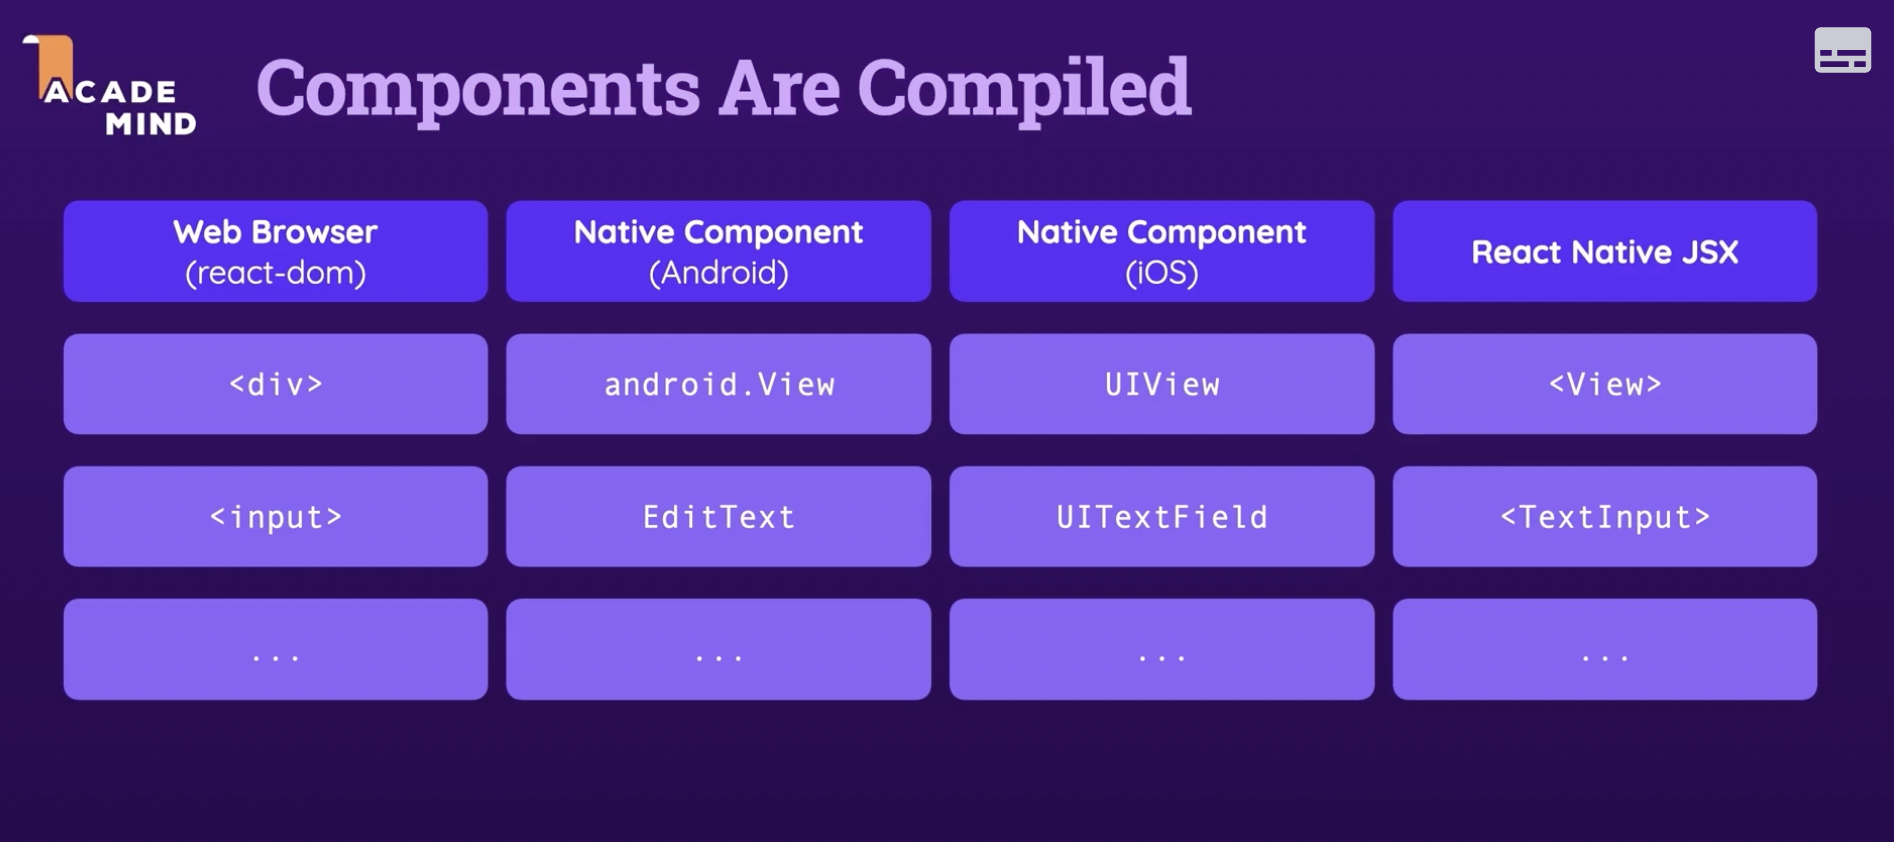 ACADE
MIND
Components Are Compiled
Web Browser
(react-dom)
Native Component
(Android)
Native Component
(iOS)
React Native JSX
<div>
android.View
UIView
<View>
<input>
EditText
UITextField
<TextInput>
...
...
...
...